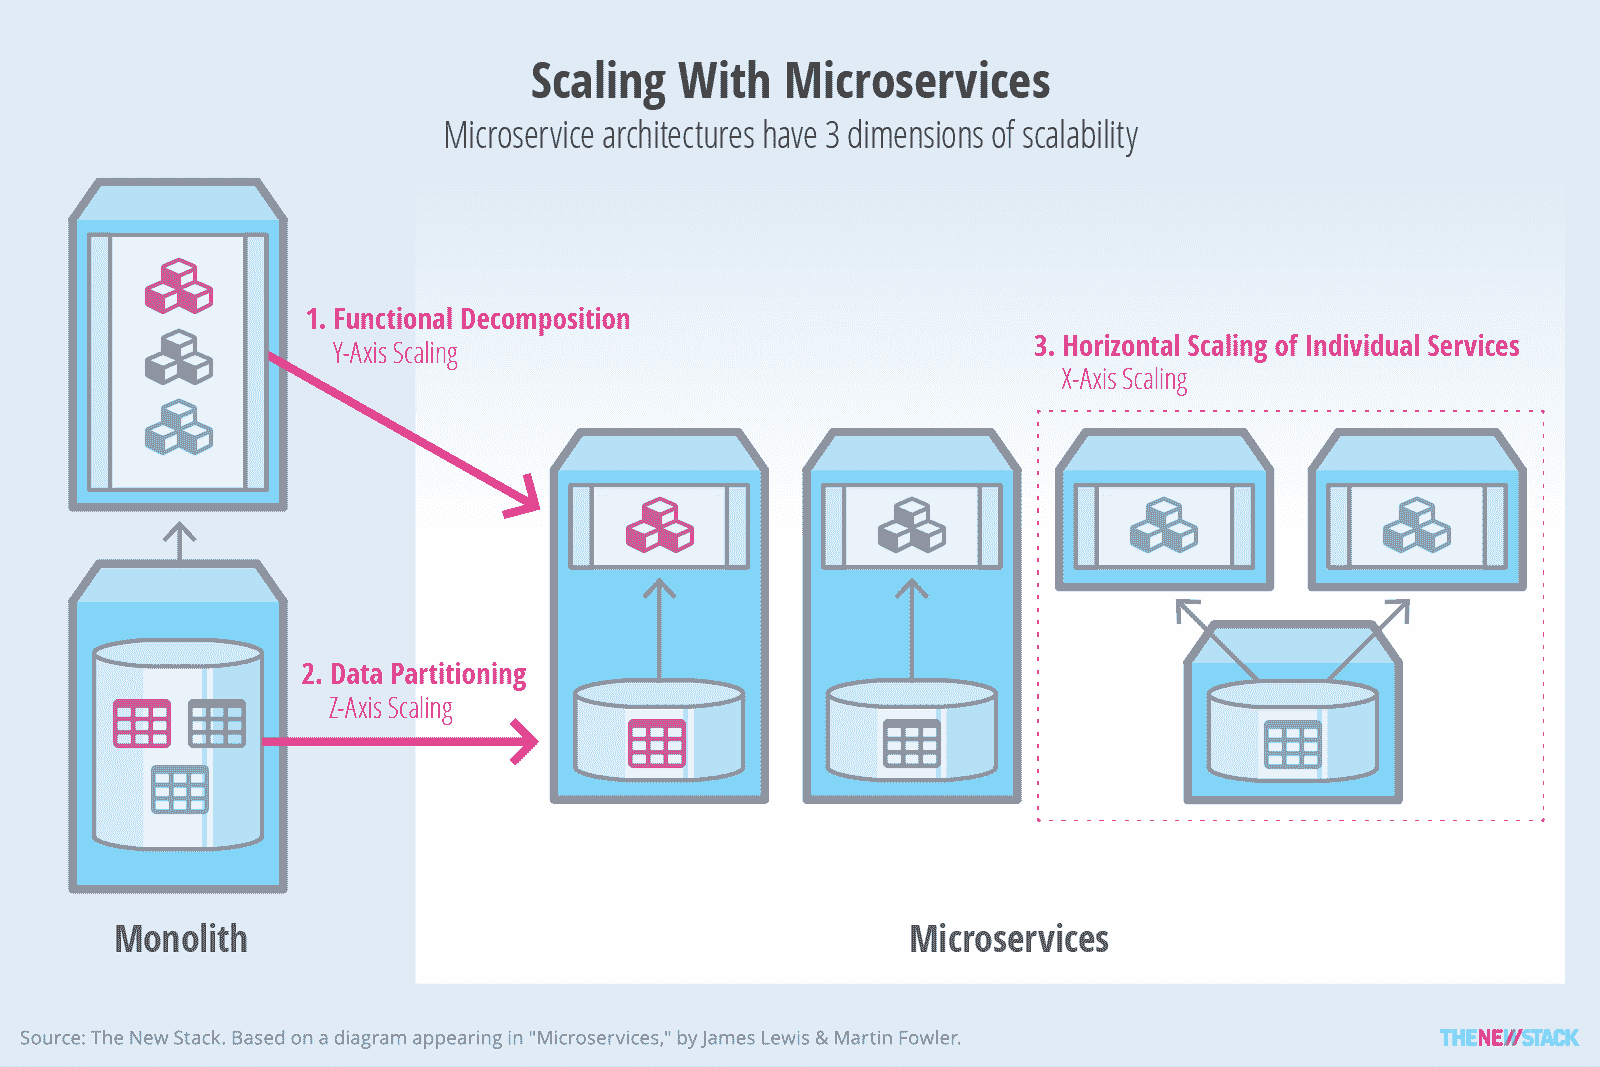 Scaling With Microservices
Microservice architectures have 3 dimensions of scalability
1. Functional Decomposition
Y-Axis Scaling
3. Horizontal Scaling of Individual Services
X-Axis Scaling
2. Data Partitioning
Z-Axis Scaling
Monolith
Microservices
Source: The New Stack. Based on a diagram appearing in "Microservices," by James Lewis & Martin Fowler.
THENEW//STACK